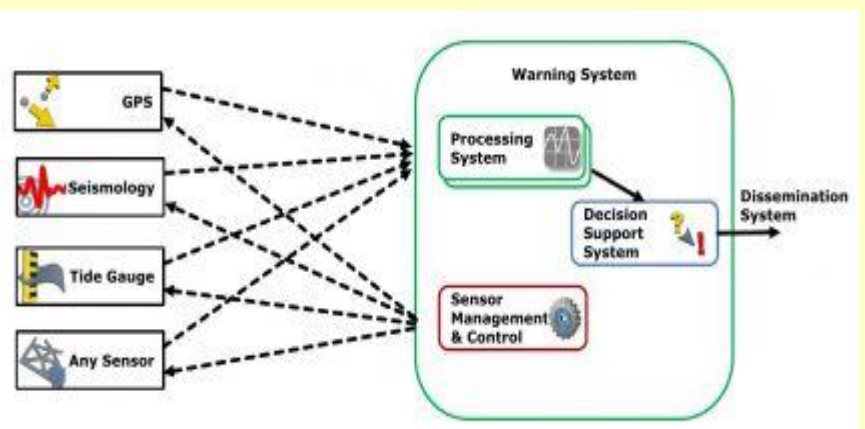 GPS
Seismology
Tide Gauge
Any Sensor
Warning System
Processing
System
Decision
Support
System
Sensor
Management
& Control
Dissemination
System